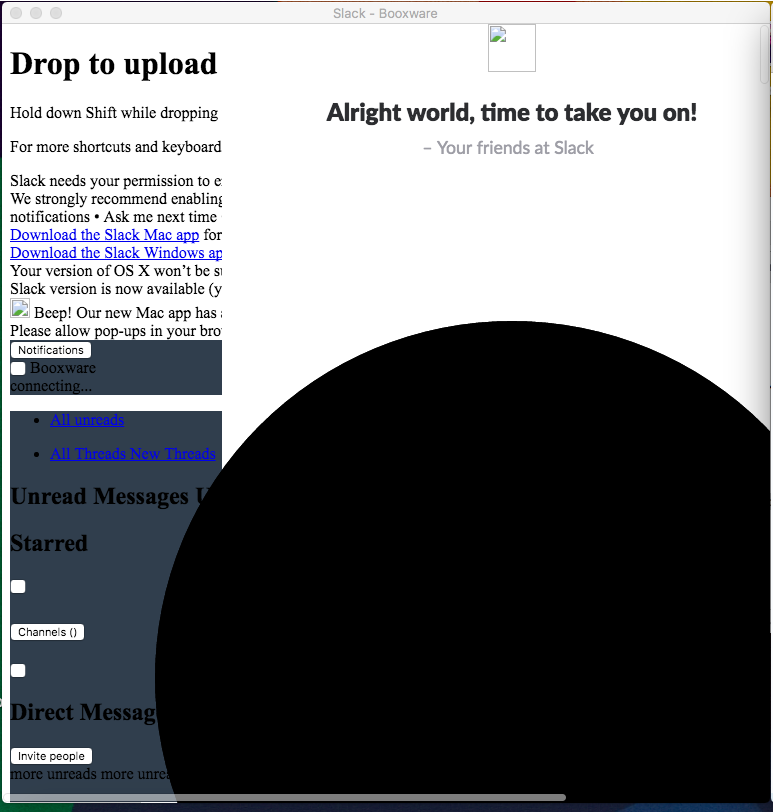 Slack - Booxware
Drop to upload
Hold down Shift while dropping
For more shortcuts and keyboard
Slack needs your permission to
We strongly recommend enabling
notifications • Ask me next time
Download the Slack Mac app for
Download the Slack Windows
Your version of OS X won’t be
Slack version is now available
Beep! Our new Mac app has
Please allow pop-ups in your
Notifications
Booxware
connecting...
All unreads
All Threads New Threads
Unread Messages
Starred
Channels ()
Direct
Invite people
more unreads more
Alright world, time to take you on!
– Your friends at Slack